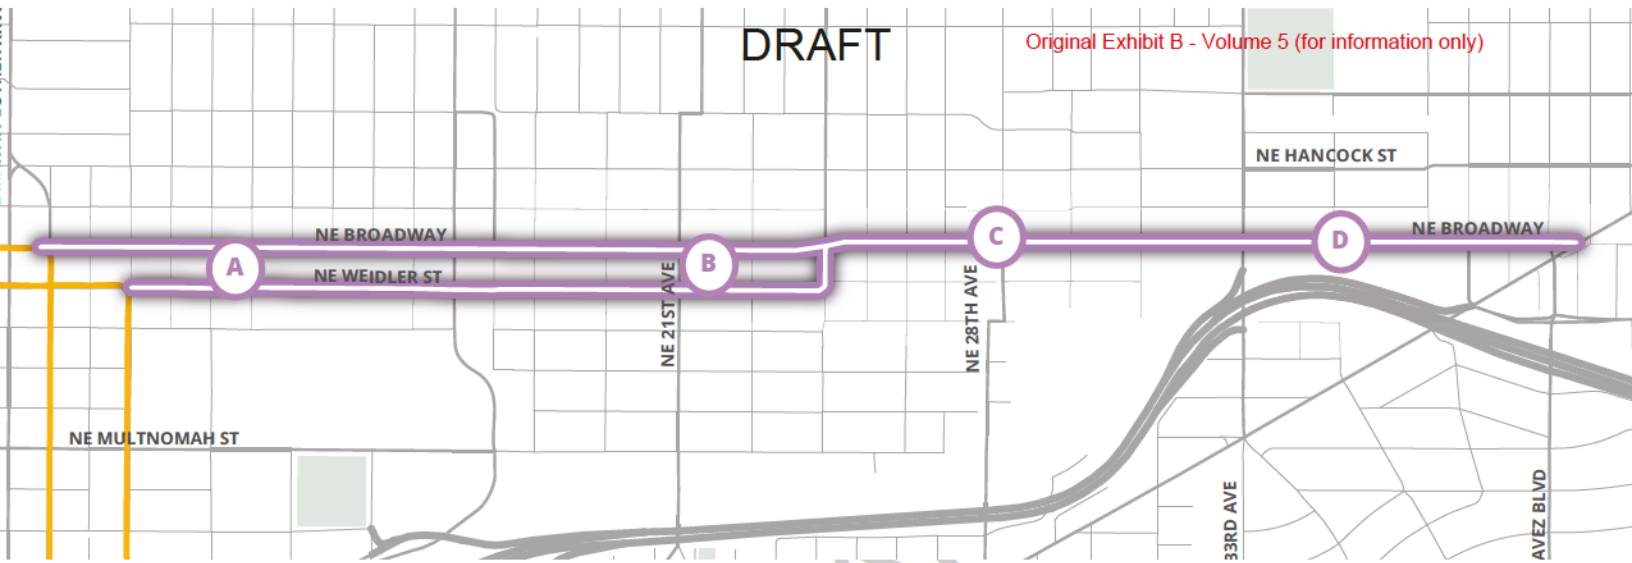 DRAFT
Original Exhibit B - Volume 5 (for information only)
NE HANCOCK ST
NE BROADWAY
NE BROADWAY
A
B
C
D
NE WEIDLER ST
NE 21ST AVE
NE 28TH AVE
NE MULTNOMAH ST
33RD AVE
AVEZ BLVD